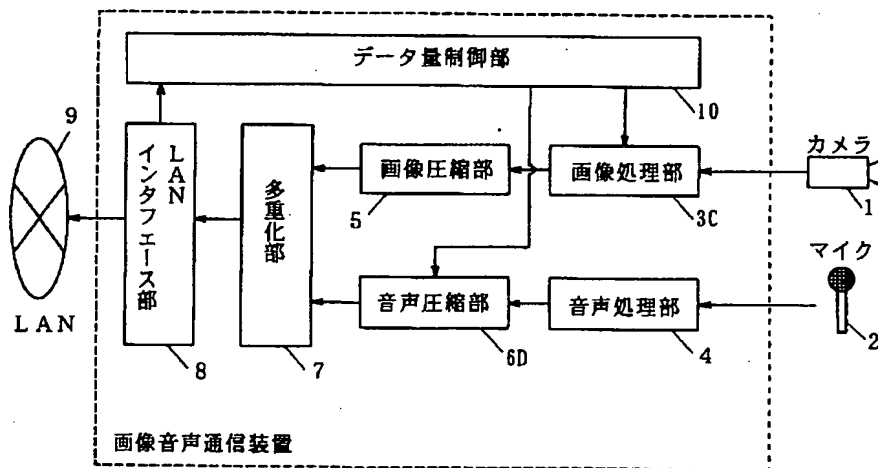 データ量制御部
10
9
LAN
インタフェース部
多重化部
画像圧縮部
画像処理部
カメラ
5
3C
1
マイク
音声圧縮部
音声処理部
LAN
8
7
6D
4
2
画像音声通信装置